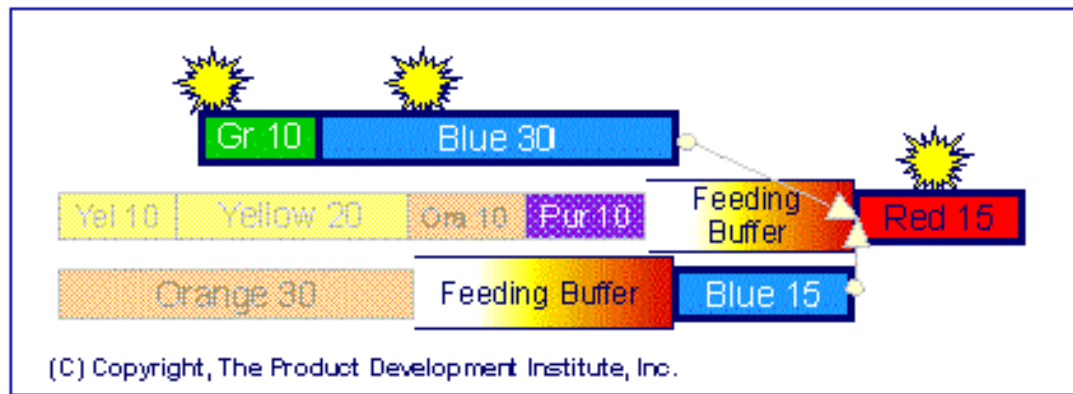 Gr 10 Blue 30
Yel 10 Yellow 20 Ora 10 Pur 10 Feeding
Buffer Red 15
Orange 30 Feeding Buffer Blue 15
(C) Copyright, The Product Development Institute, Inc.